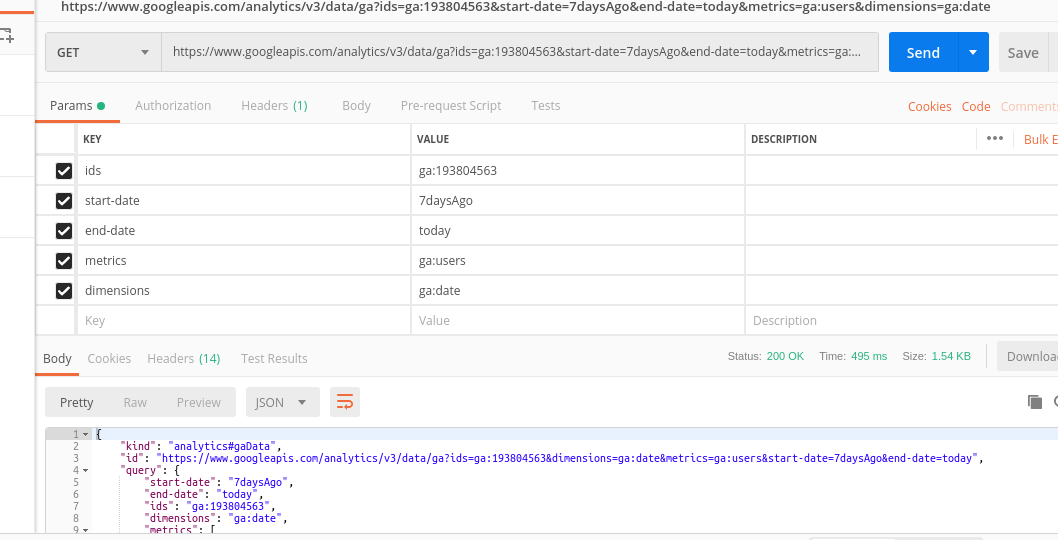 https://www.googleapis.com/analytics/v3/data/ga?ids=ga:193804563&start-date=7daysAgo&end-date=today&metrics=ga:users&dimensions=ga:date
GET https://www.googleapis.com/analytics/v3/data/ga?ids=ga:193804563&start-date=7daysAgo&end-date=today&metrics=ga:... Send Save
Params Authorization Headers (1) Body Pre-request Script Tests Cookies Code Comments
KEY VALUE DESCRIPTION ••• Bulk E
ids ga:193804563
start-date 7daysAgo
end-date today
metrics ga:users
dimensions ga:date
Key Value Description
Body Cookies Headers (14) Test Results Status: 200 OK Time: 495 ms Size: 1.54 KB Downloa
Pretty Raw Preview JSON
1 {
2 "kind": "analytics#gaData",
3 "id": "https://www.googleapis.com/analytics/v3/data/ga?ids=ga:193804563&dimensions=ga:date&metrics=ga:users&start-date=7daysAgo&end-date=today",
4 "query": {
5 "start-date": "7daysAgo",
6 "end-date": "today",
7 "ids": "ga:193804563",
8 "dimensions": "ga:date",
9 "metrics": [